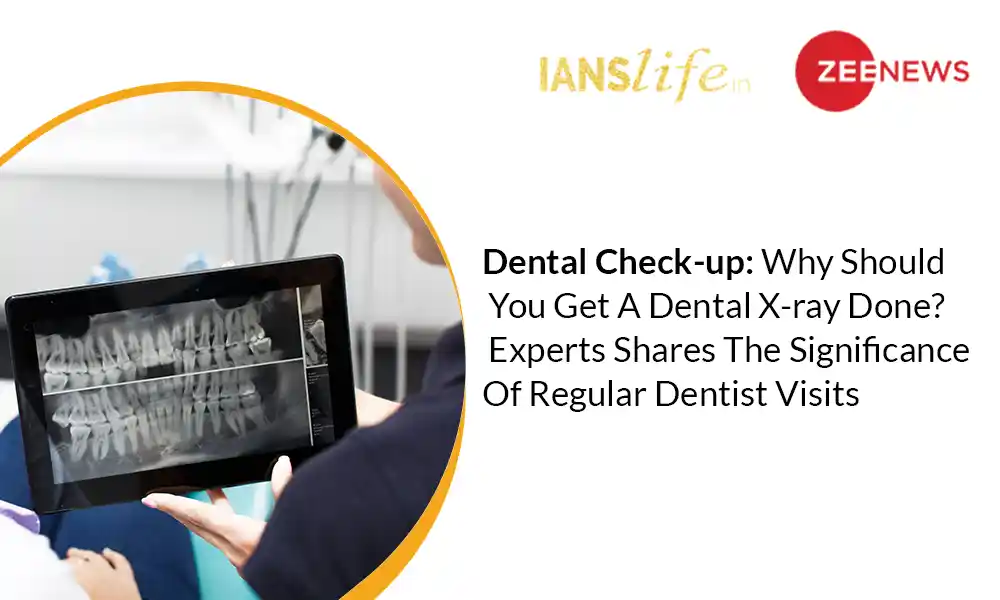 IANSlife.in
ZEENEWS
Dental Check-up: Why Should
You Get A Dental X-ray Done?
Experts Shares The Significance
Of Regular Dentist Visits